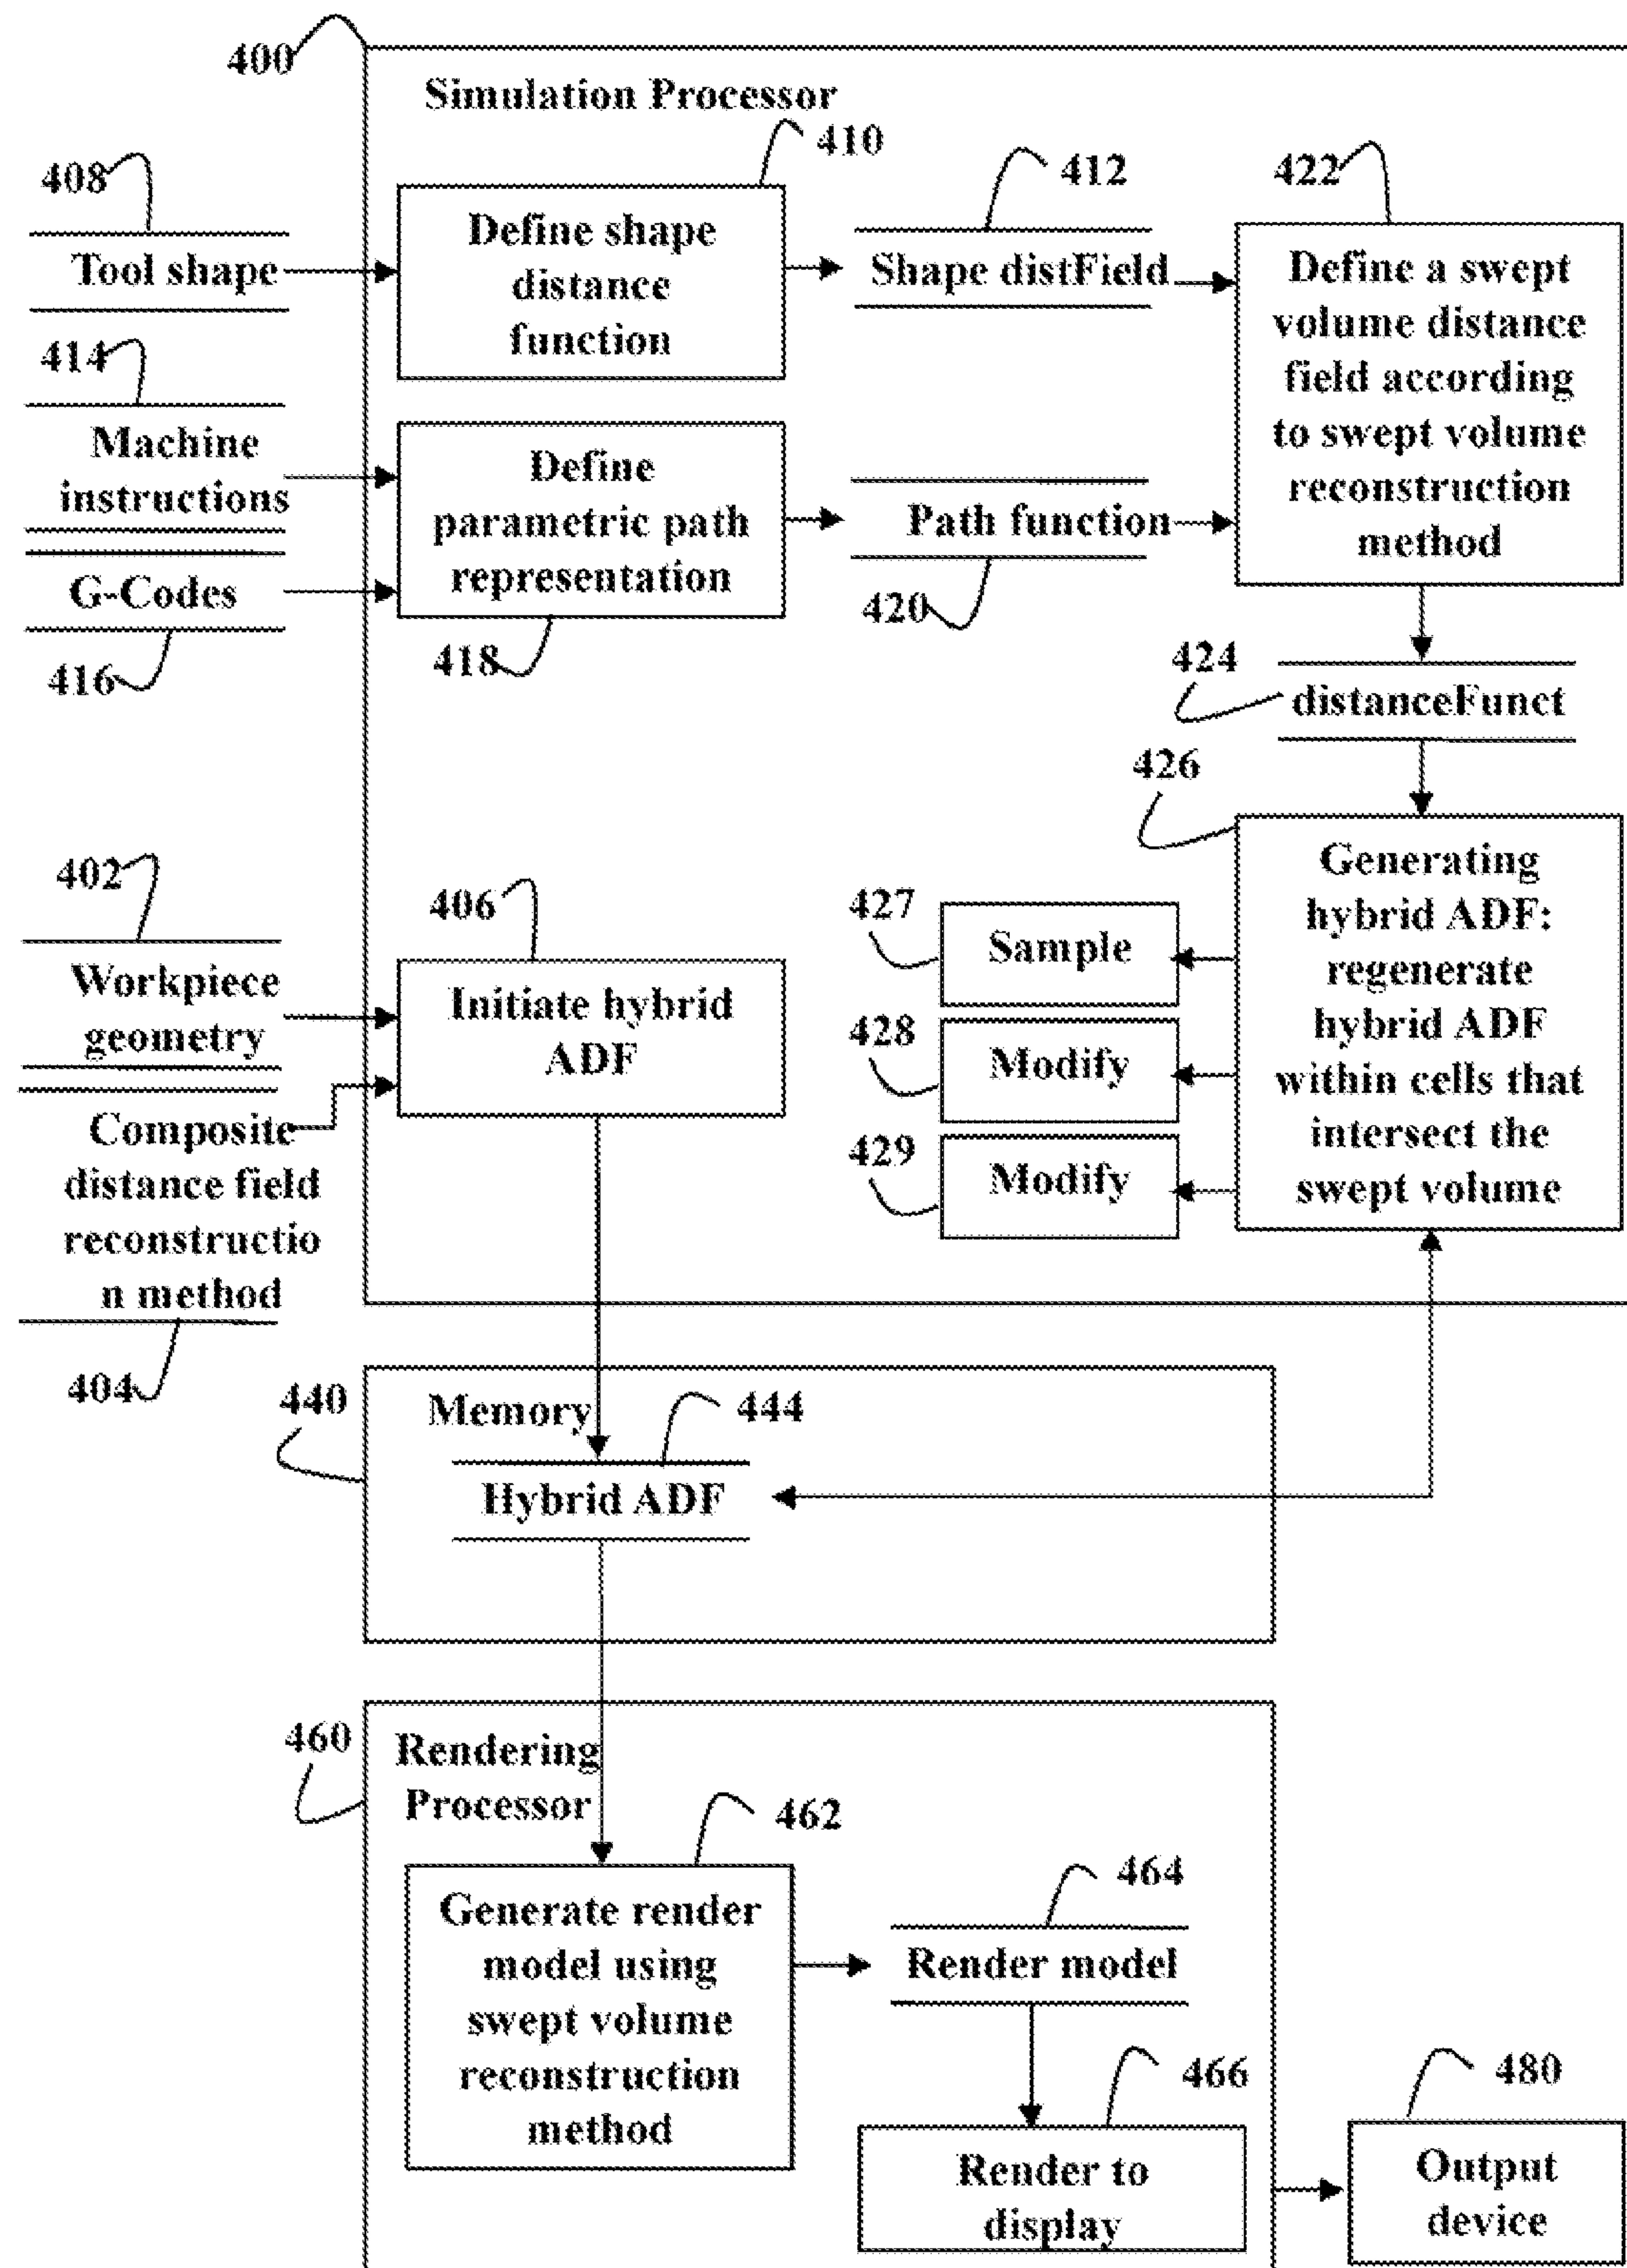 400
Simulation Processor
410
408
412
422
Tool shape
Define shape
distance
function
Shape distField
Define a swept
volume distance
field according
to swept volume
reconstruction
method
414
Machine
instructions
Define
parametric path
representation
Path function
G-Codes
416
418
420
424
distanceFunct
426
402
406
427
Sample
Generating
hybrid ADF:
regenerate
hybrid ADF
within cells that
intersect the
swept volume
Workpiece
geometry
Initiate hybrid
ADF
428
Modify
429
Modify
Composite
distance field
reconstructio
n method
404
440
Memory
444
Hybrid ADF
460
Rendering
Processor
462
464
Generate render
model using
swept volume
reconstruction
method
Render model
466
480
Render to
display
Output
device